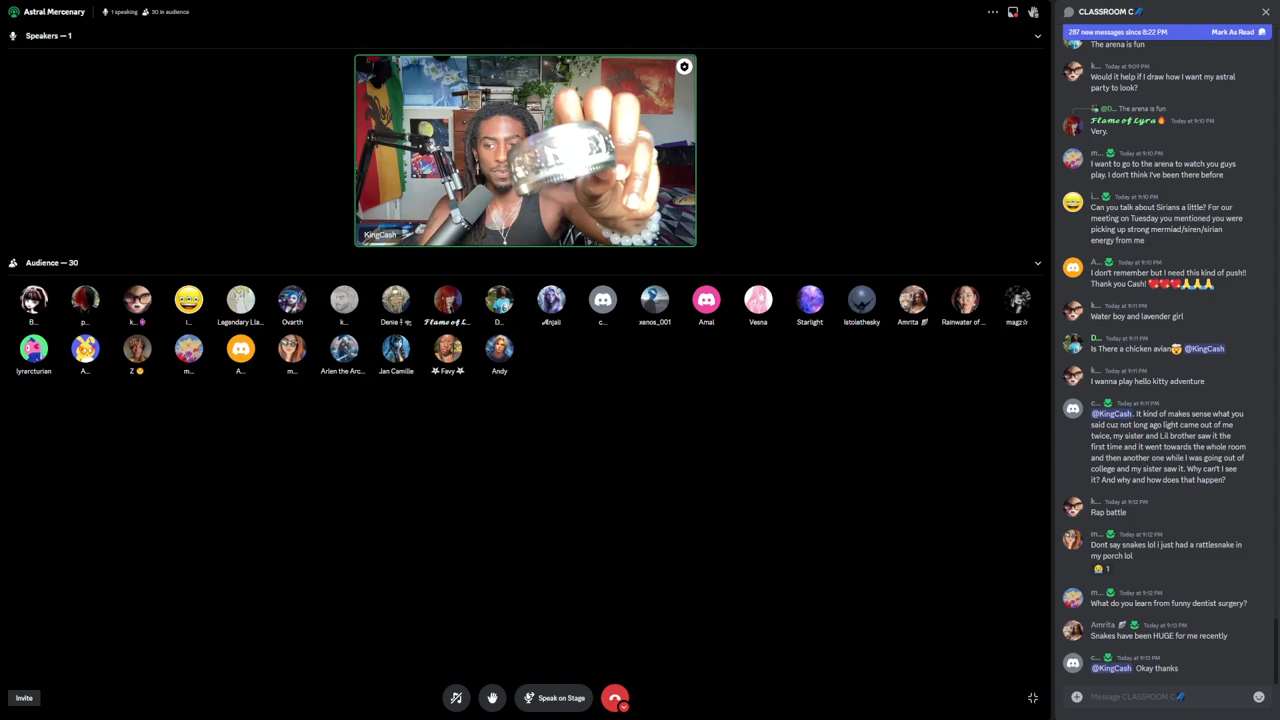 Astral Mercenary
1 speaking
30 in audience
Speakers — 1
KingCash
Audience — 30
B...
p...
k...
i...
Legendary Lla...
Ovarth
k...
Denie
𝓕𝓵𝓪𝓶𝓮 𝓸𝓯 𝓛...
D...
Anjali
c...
xenos_001
Amal
Vesna
Starlight
Istolethesky
Amrita
Rainwater of ...
magz☆
lyrarcturian
A...
Z
m...
A...
m...
Arlen the Arc...
Jan Camille
Favy
Andy
Invite
Speak on Stage
CLASSROOM C
267 new messages since 8:22 PM
Mark As Read
The arena is fun
k... Today at 9:09 PM
Would it help if I draw how I want my astral
party to look?
@D... The arena is fun
𝓕𝓵𝓪𝓶𝓮 𝓸𝓯 𝓛𝔂𝓻𝓪 🔥 Today at 9:10 PM
Very.
m... Today at 9:10 PM
I want to go to the arena to watch you guys
play. I don't think I've been there before
i... Today at 9:10 PM
Can you talk about Sirians a little? For our
meeting on Tuesday you mentioned you were
picking up strong mermiad/siren/sirian
energy from me
A... Today at 9:10 PM
I don't remember but I need this kind of push!!
Thank you Cash! 💖💖💖🙏🙏🙏
k... Today at 9:11 PM
Water boy and lavender girl
D... Today at 9:11 PM
Is There a chicken avian🤯 @KingCash
k... Today at 9:11 PM
I wanna play hello kitty adventure
c... Today at 9:11 PM
@KingCash. It kind of makes sense what you
said cuz not long ago light came out of me
twice, my sister and Lil brother saw it the
first time and it went towards the whole room
and then another one while I was going out of
college and my sister saw it. Why can't I see
it? And why and how does that happen?
k... Today at 9:12 PM
Rap battle
m... Today at 9:12 PM
Dont say snakes lol i just had a rattlesnake in
my porch lol
😭 1
m... Today at 9:12 PM
What do you learn from funny dentist surgery?
Amrita Today at 9:13 PM
Snakes have been HUGE for me recently
c... Today at 9:13 PM
@KingCash Okay thanks
Message CLASSROOM C